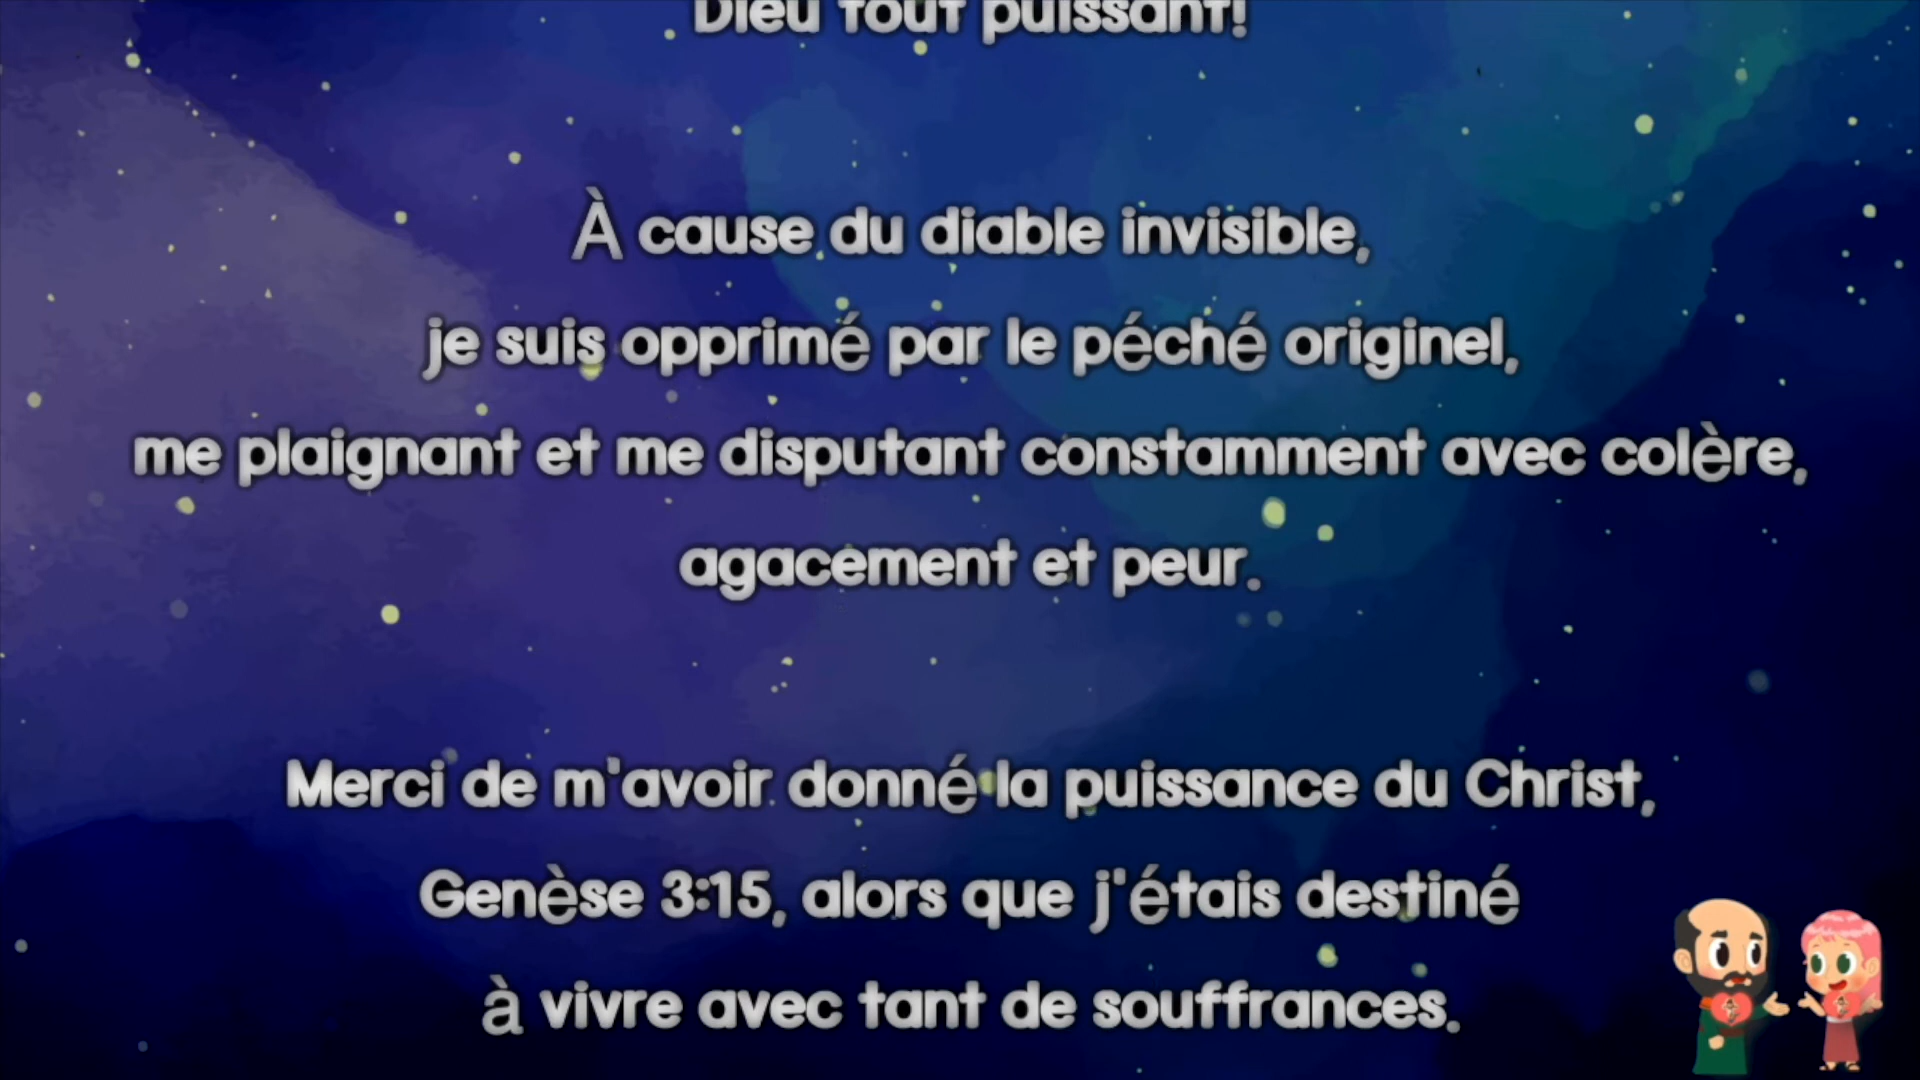 Dieu tout puissant!
À cause du diable invisible,
je suis opprimé par le péché originel,
me plaignant et me disputant constamment avec colère,
agacement et peur.
Merci de m'avoir donné la puissance du Christ,
Genèse 3:15, alors que j'étais destiné
à vivre avec tant de souffrances.